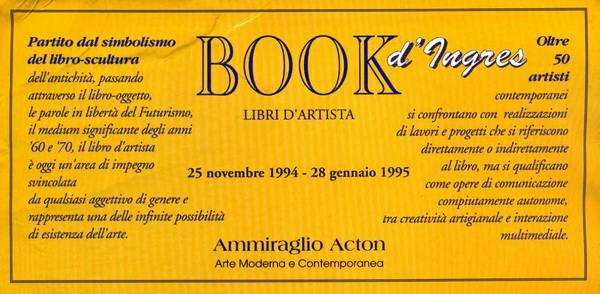 Partito dal simbolismo
del libro-scultura
dell'antichità, passando
attraverso il libro-oggetto,
le parole in libertà del Futurismo,
il medium significante degli anni
'60 e '70, il libro d'artista
è oggi un'area di impegno
svincolata
da qualsiasi aggettivo di genere e
rappresenta una delle infinite possibilità
di esistenza dell'arte.
BOOK d'Ingres
LIBRI D'ARTISTA
25 novembre 1994 - 28 gennaio 1995
Ammiraglio Acton
Arte Moderna e Contemporanea
Oltre
50
artisti
contemporanei
si confrontano con realizzazioni
di lavori e progetti che si riferiscono
direttamente o indirettamente
al libro, ma si qualificano
come opere di comunicazione
compiutamente autonome,
tra creatività artigianale e interazione
multimediale.